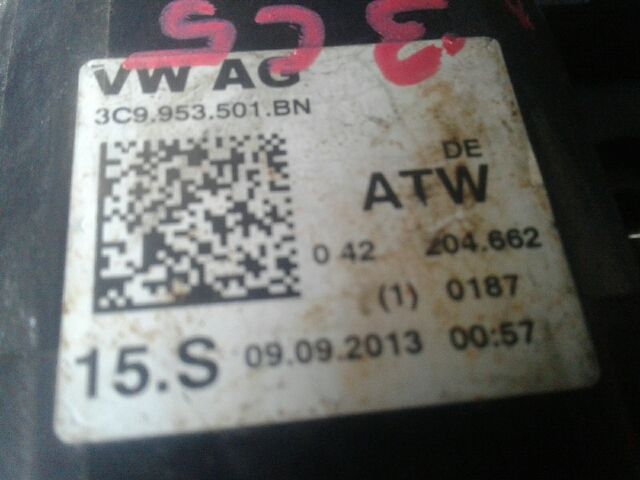 VW AG
3C9.953.501.BN
DE
ATW
0 42 204.662
(1) 0187
15.S 09.09.2013 00:57